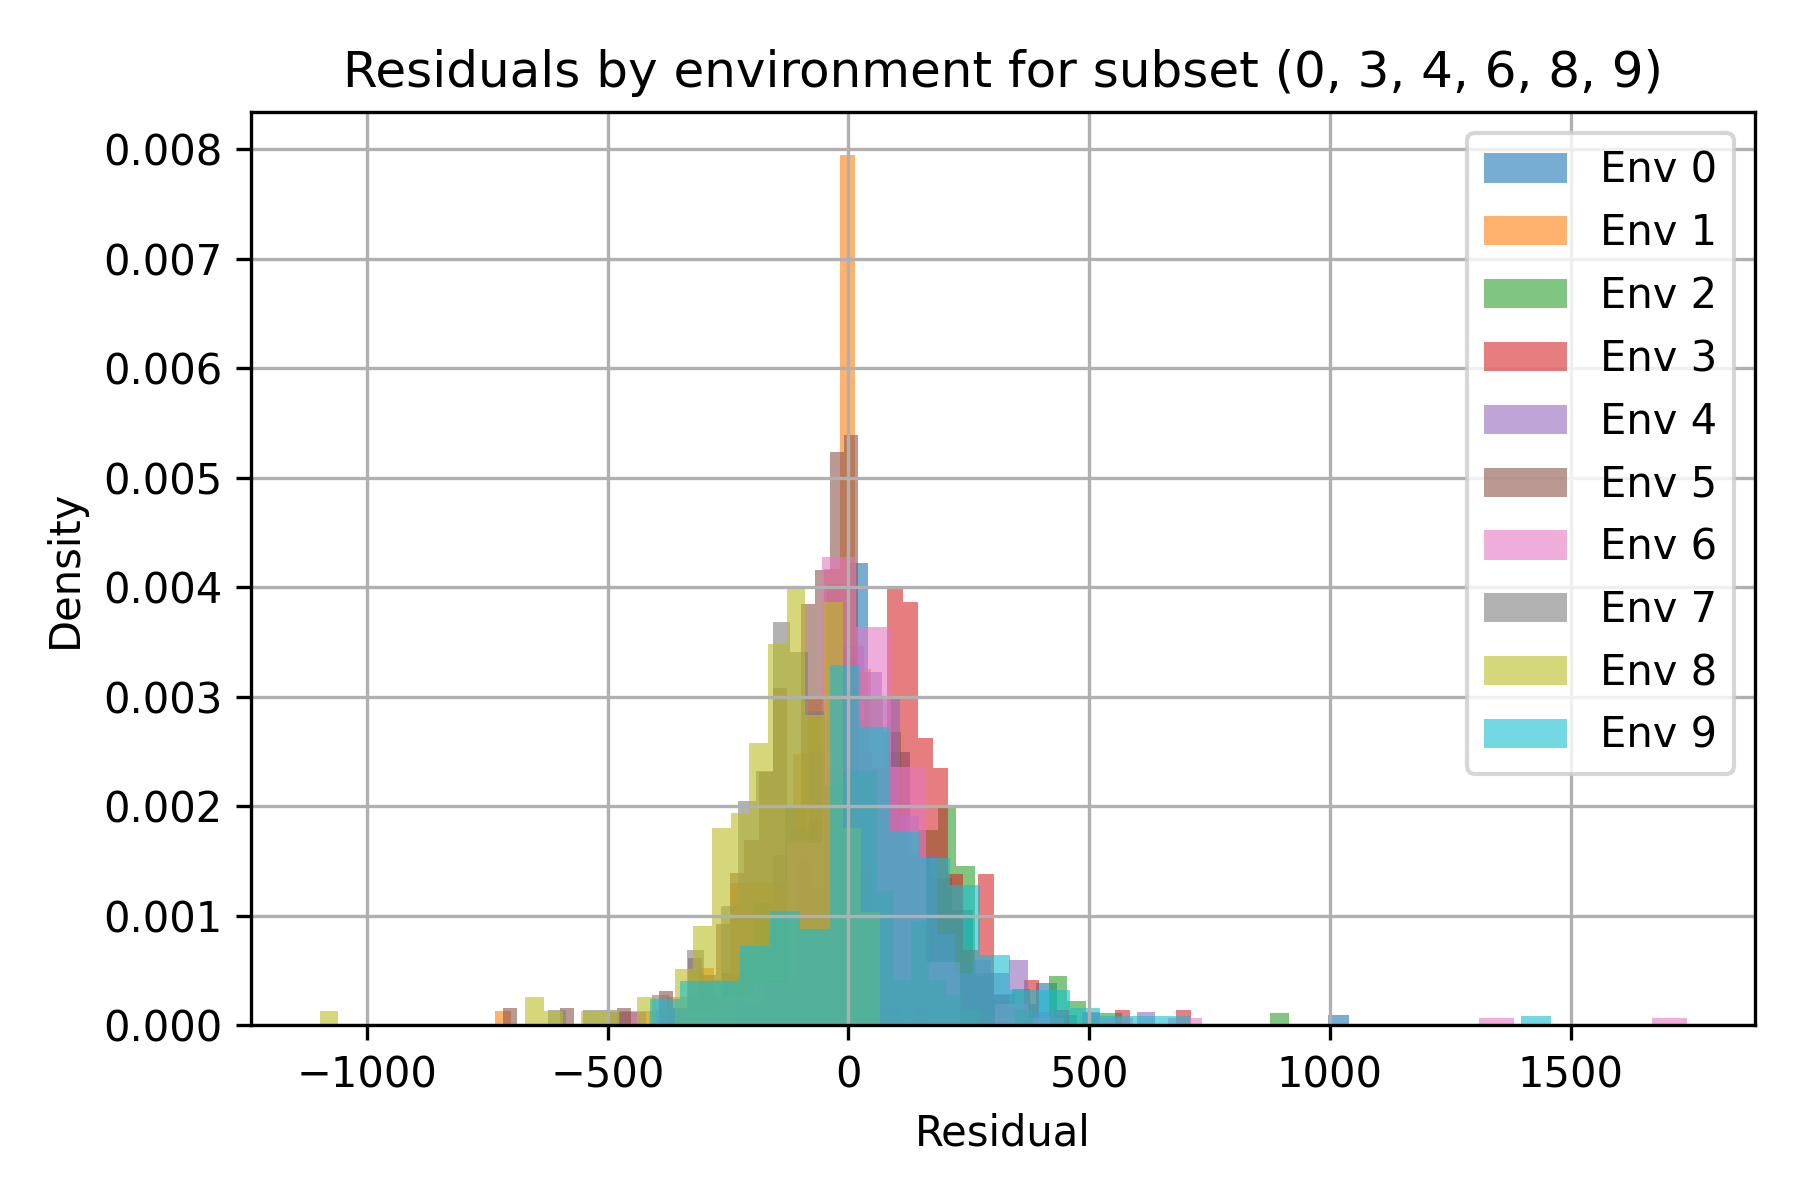 Residuals by environment for subset (0, 3, 4, 6, 8, 9)
0.008
0.007
0.006
0.005
0.004
0.003
0.002
0.001
0.000
Density
Env 0
Env 1
Env 2
Env 3
Env 4
Env 5
Env 6
Env 7
Env 8
Env 9
−1000 −500 0 500 1000 1500
Residual